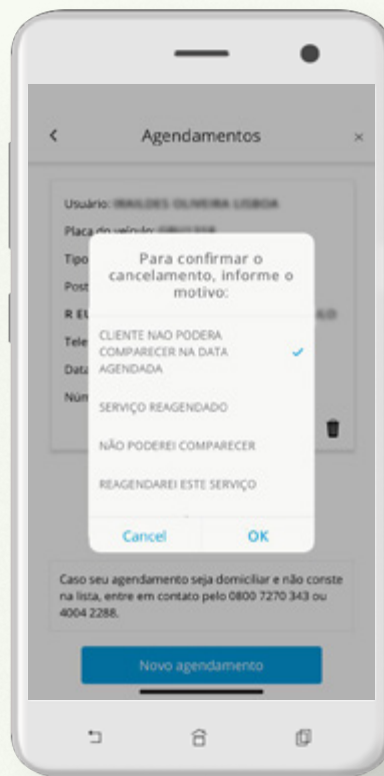 Agendamentos
Usuário:
Placa do veículo:
Tipo
Post
R EU
Tele
Data
Núm
Para confirmar o
cancelamento, informe o
motivo:
CLIENTE NAO PODERA
COMPARECER NA DATA
AGENDADA
SERVIÇO REAGENDADO
NÃO PODEREI COMPARECER
REAGENDAREI ESTE SERVIÇO
Cancel OK
Caso seu agendamento seja domiciliar e não conste
na lista, entre em contato pelo 0800 7270 343 ou
4004 2288.
Novo agendamento